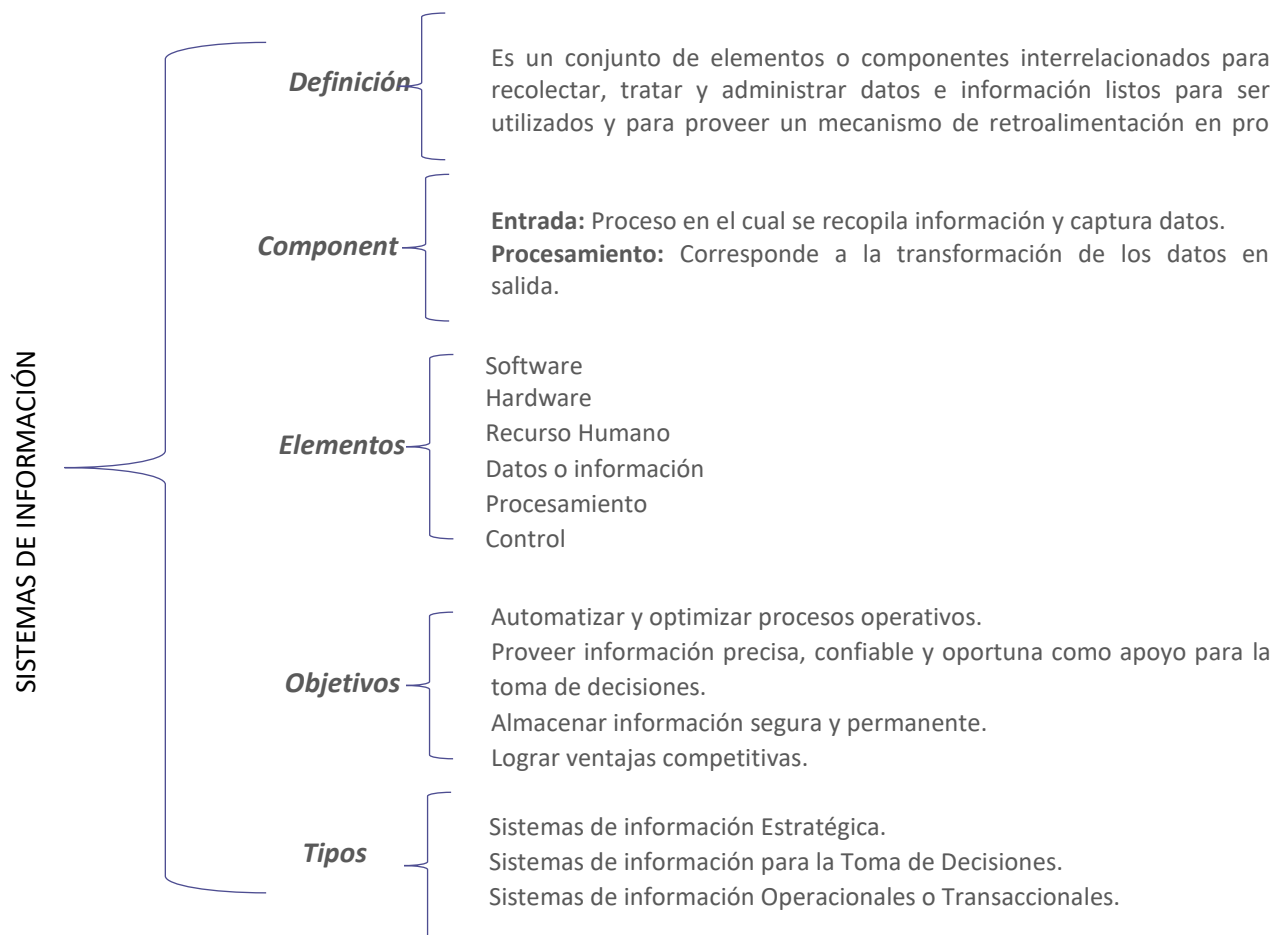 SISTEMAS DE INFORMACIÓN
Definición
Es un conjunto de elementos o componentes interrelacionados para
recolectar, tratar y administrar datos e información listos para ser
utilizados y para proveer un mecanismo de retroalimentación en pro
Component
Entrada: Proceso en el cual se recopila información y captura datos.
Procesamiento: Corresponde a la transformación de los datos en
salida.
Elementos
Software
Hardware
Recurso Humano
Datos o información
Procesamiento
Control
Objetivos
Automatizar y optimizar procesos operativos.
Proveer información precisa, confiable y oportuna como apoyo para la
toma de decisiones.
Almacenar información segura y permanente.
Lograr ventajas competitivas.
Tipos
Sistemas de información Estratégica.
Sistemas de información para la Toma de Decisiones.
Sistemas de información Operacionales o Transaccionales.